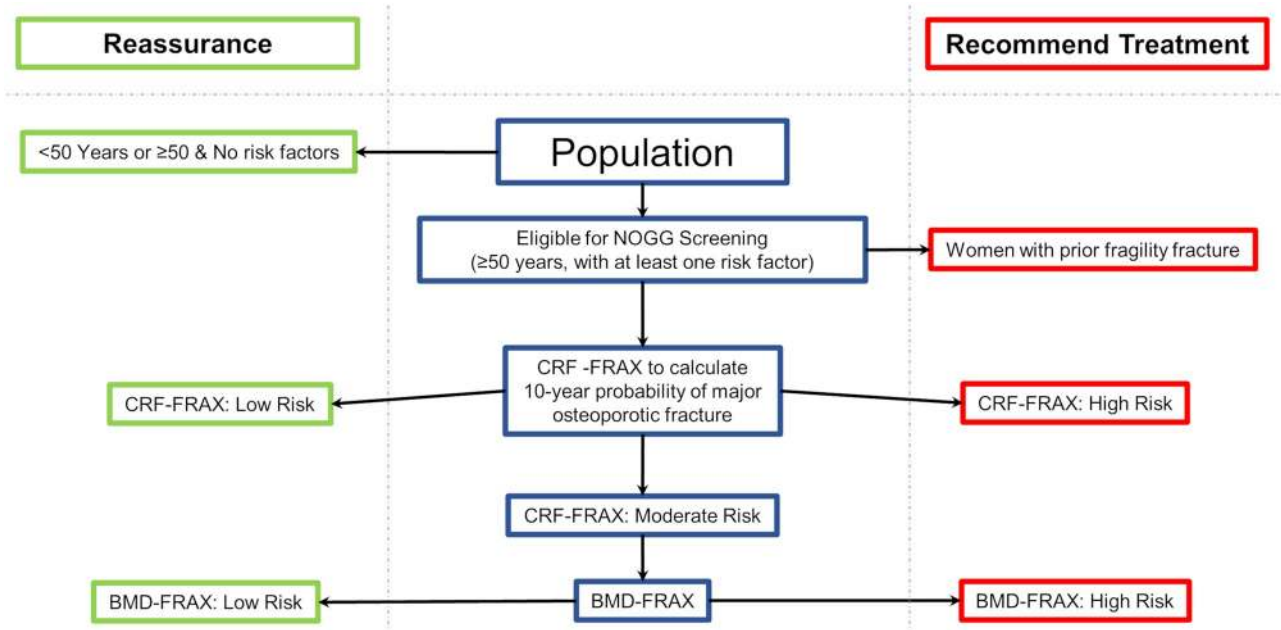 Reassurance
Recommend Treatment
<50 Years or ≥50 & No risk factors
Population
Eligible for NOGG Screening
(≥50 years, with at least one risk factor)
Women with prior fragility fracture
CRF -FRAX to calculate
10-year probability of major
osteoporotic fracture
CRF-FRAX: Low Risk
CRF-FRAX: High Risk
CRF-FRAX: Moderate Risk
BMD-FRAX: Low Risk
BMD-FRAX
BMD-FRAX: High Risk